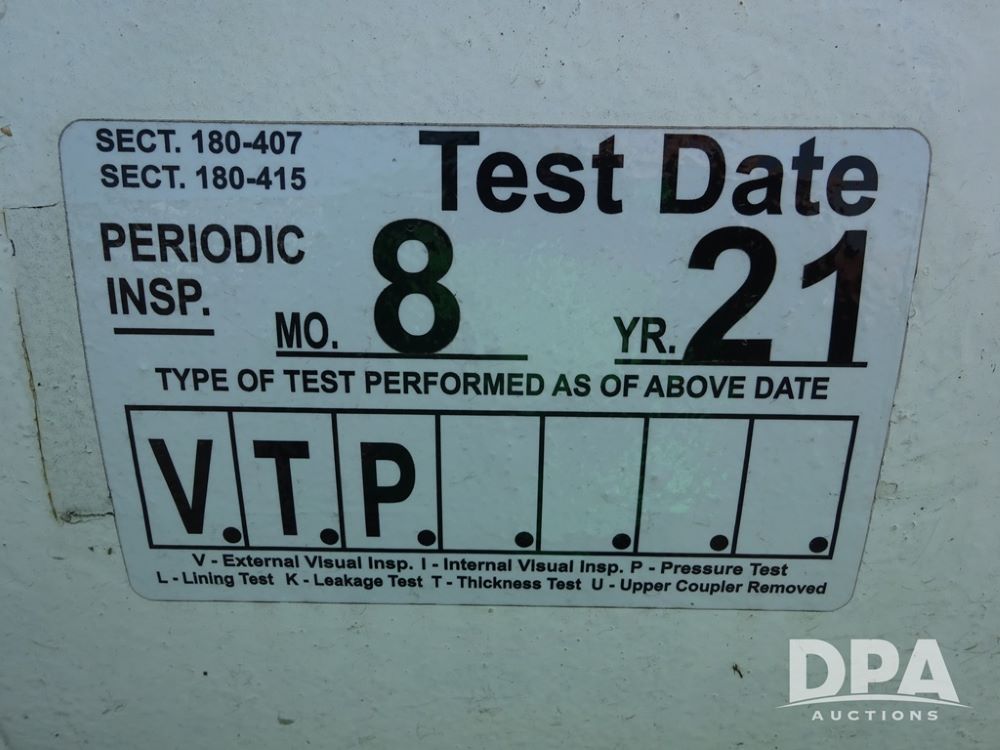 SECT. 180-407
SECT. 180-415
Test Date
PERIODIC
INSP.
MO. 8
YR. 21
TYPE OF TEST PERFORMED AS OF ABOVE DATE
V. T. P. . . . .
V - External Visual Insp. I - Internal Visual Insp. P - Pressure Test
L - Lining Test K - Leakage Test T - Thickness Test U - Upper Coupler Removed
DPA
AUCTIONS